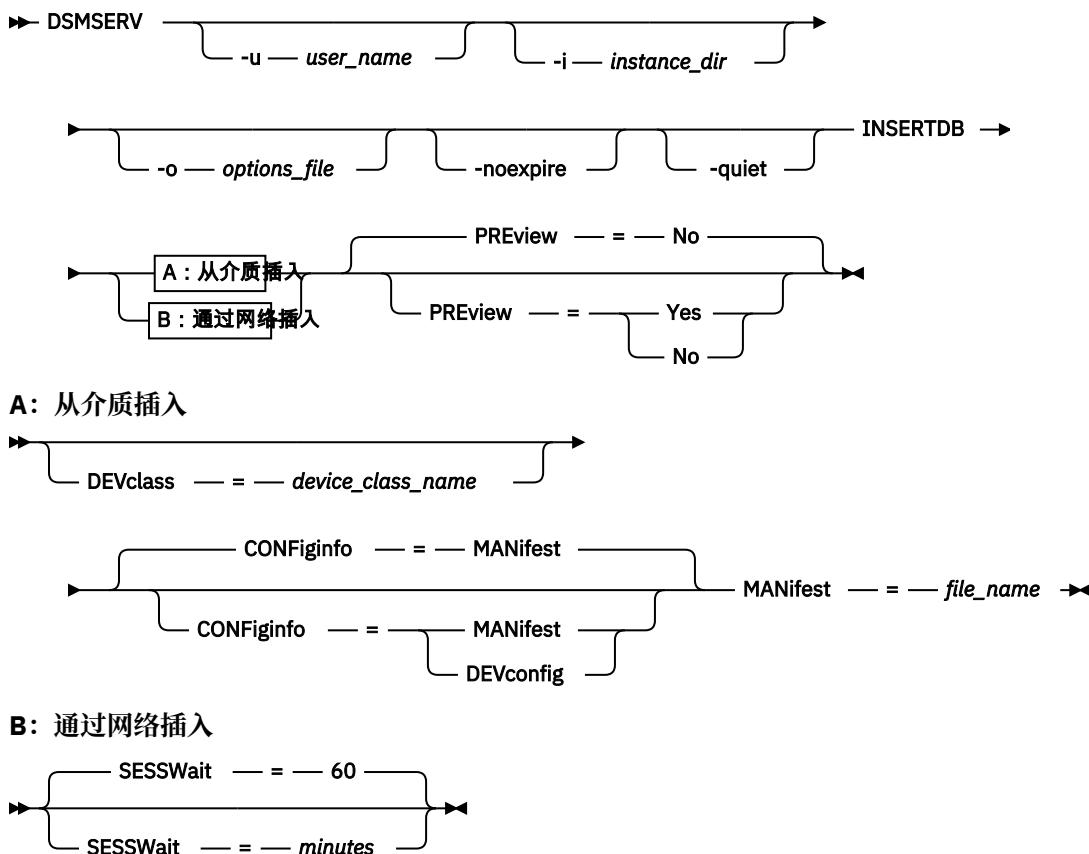 DSMSERV
-u user_name
-i instance_dir
-o options_file
-noexpire
-quiet
INSERTDB
A：从介质插入
B：通过网络插入
PREview = No
PREview = Yes
No
A：从介质插入
DEVclass = device_class_name
CONFiginfo = MANifest
CONFiginfo = MANifest
DEVconfig
MANifest = file_name
B：通过网络插入
SESSWait = 60
SESSWait = minutes